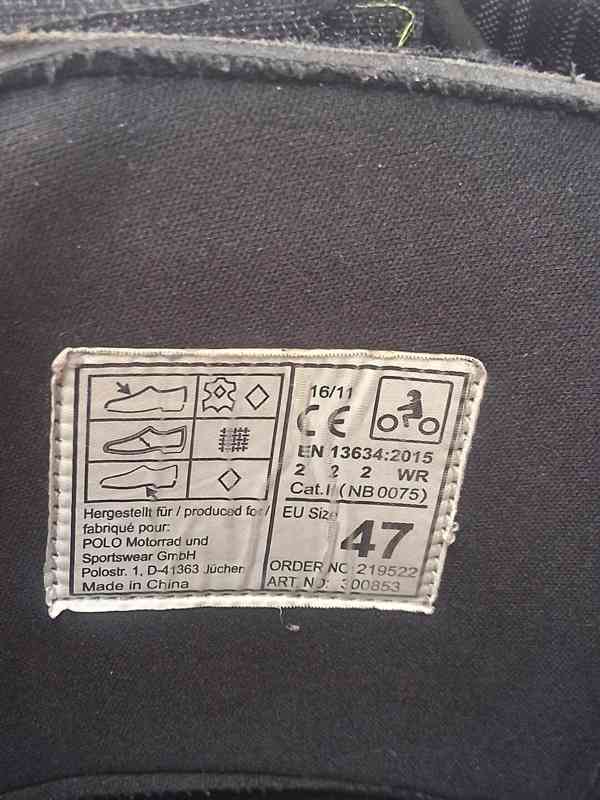 16/11
CE
EN 13634:2015
2 2 2 WR
Cat.II (NB 0075)
Hergestellt für / produced for /
fabriqué pour:
POLO Motorrad und
Sportswear GmbH
Polostr. 1, D-41363 Jüchen
Made in China
EU Size
47
ORDER NO: 219522
ART NO: 300853